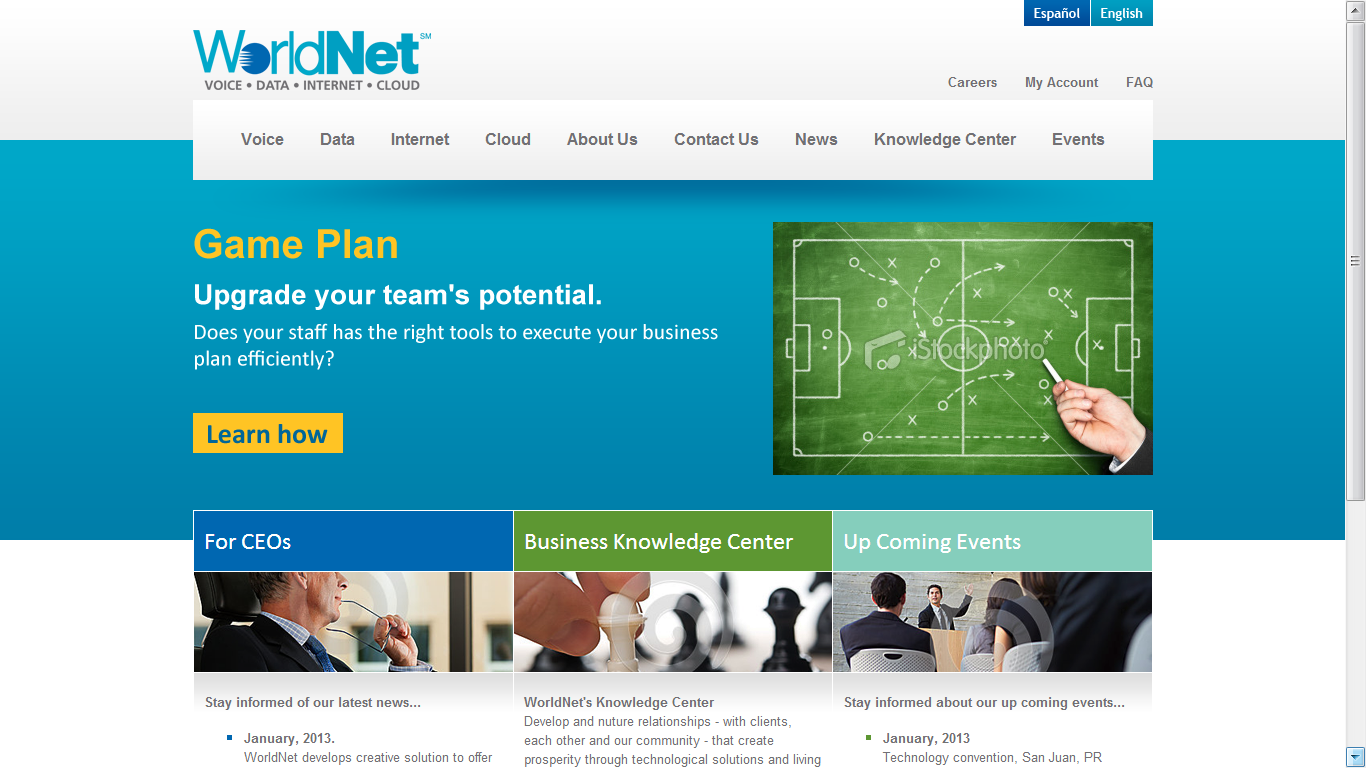 Español English
WorldNet SM
VOICE • DATA • INTERNET • CLOUD
Careers My Account FAQ
Voice Data Internet Cloud About Us Contact Us News Knowledge Center Events
Game Plan
Upgrade your team's potential.
Does your staff has the right tools to execute your business
plan efficiently?
Learn how
iStockphoto
For CEOs
Business Knowledge Center
Up Coming Events
Stay informed of our latest news...
January, 2013.
WorldNet develops creative solution to offer
WorldNet's Knowledge Center
Develop and nuture relationships - with clients,
each other and our community - that create
prosperity through technological solutions and living
Stay informed about our up coming events...
January, 2013
Technology convention, San Juan, PR